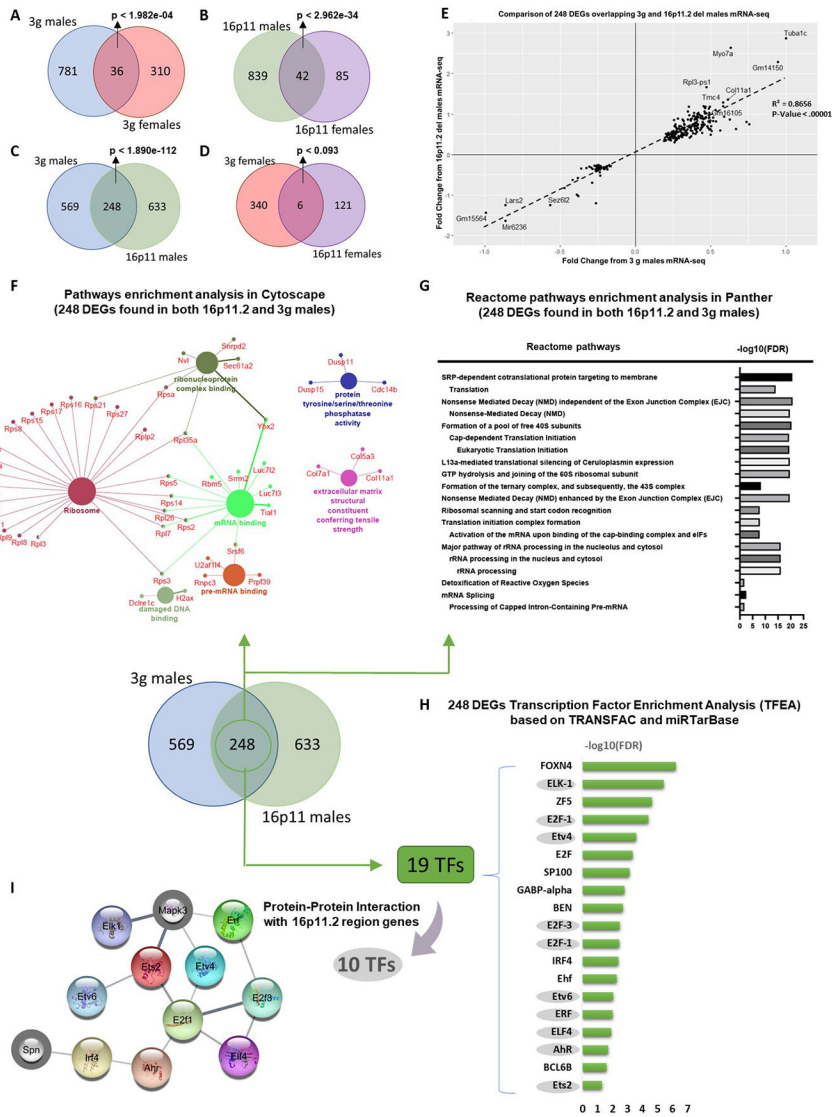 A
3g males
p < 1.982e-04
781
36
310
3g females
B
16p11 males
p < 2.962e-34
839
42
85
16p11 females
C
3g males
p < 1.890e-112
569
248
633
16p11 males
D
3g females
p < 0.093
340
6
121
16p11 females
E
Comparison of 248 DEGs overlapping 3g and 16p11.2 del males mRNA-seq
Fold Change from 16p11.2 del males mRNA-seq
3
2
1
0
-1
-2
Tuba1c
Myo7a
Gm14150
Rpl3-ps1
Col11a1
Tmc4
Gm16105
R² = 0.8656
P-Value < .00001
Lars2
Sez6l2
Gm15564
Mir6236
-1.0
-0.5
0.0
0.5
1.0
Fold Change from 3 g males mRNA-seq
F
Pathways enrichment analysis in Cytoscape
(248 DEGs found in both 16p11.2 and 3g males)
Snrpd2
Nvl
Sec61a2
ribonucleoprotein
complex binding
Rpsa
Rps16
Rps21
Rps17
Rps27
Rps15
Rps8
Rplp2
Rpl35a
Ybx2
Dusp11
Dusp15
Cdc14b
protein
tyrosine/serine/threonine
phosphatase
activity
Col5a3
Col7a1
Col11a1
extracellular matrix
structural
constituent
conferring tensile
strength
Luc7l2
Srm2
Rbm5
Luc7l3
Tial1
mRNA binding
Ribosome
Rps5
Rps14
Rpl26
Rps2
Rpl7
Rpl9
Rpl8
Rpl3
Rps3
Srsf6
U2af1l4
Rnpc3
Prpf39
pre-mRNA binding
Dclre1c
H2ax
damaged DNA
binding
G
Reactome pathways enrichment analysis in Panther
(248 DEGs found in both 16p11.2 and 3g males)
Reactome pathways
-log10(FDR)
SRP-dependent cotranslational protein targeting to membrane
Translation
Nonsense Mediated Decay (NMD) independent of the Exon Junction Complex (EJC)
Nonsense-Mediated Decay (NMD)
Formation of a pool of free 40S subunits
Cap-dependent Translation Initiation
Eukaryotic Translation Initiation
L13a-mediated translational silencing of Ceruloplasmin expression
GTP hydrolysis and joining of the 60S ribosomal subunit
Formation of the ternary complex, and subsequently, the 43S complex
Nonsense Mediated Decay (NMD) enhanced by the Exon Junction Complex (EJC)
Ribosomal scanning and start codon recognition
Translation initiation complex formation
Activation of the mRNA upon binding of the cap-binding complex and eIFs
Major pathway of rRNA processing in the nucleolus and cytosol
rRNA processing in the nucleus and cytosol
rRNA processing
Detoxification of Reactive Oxygen Species
mRNA Splicing
Processing of Capped Intron-Containing Pre-mRNA
0 5 10 15 20 25
3g males
569
248
633
16p11 males
19 TFs
H
248 DEGs Transcription Factor Enrichment Analysis (TFEA)
based on TRANSFAC and miRTarBase
-log10(FDR)
FOXN4
ELK-1
ZF5
E2F-1
Etv4
E2F
SP100
GABP-alpha
BEN
E2F-3
E2F-1
IRF4
Ehf
Etv6
ERF
ELF4
AhR
BCL6B
Ets2
0 1 2 3 4 5 6 7
I
Protein-Protein Interaction
with 16p11.2 region genes
10 TFs
Mapk3
Elk1
Erf
Ets2
Etv4
Etv6
E2f3
E2f1
Spn
Irf4
Ahr
Elf4